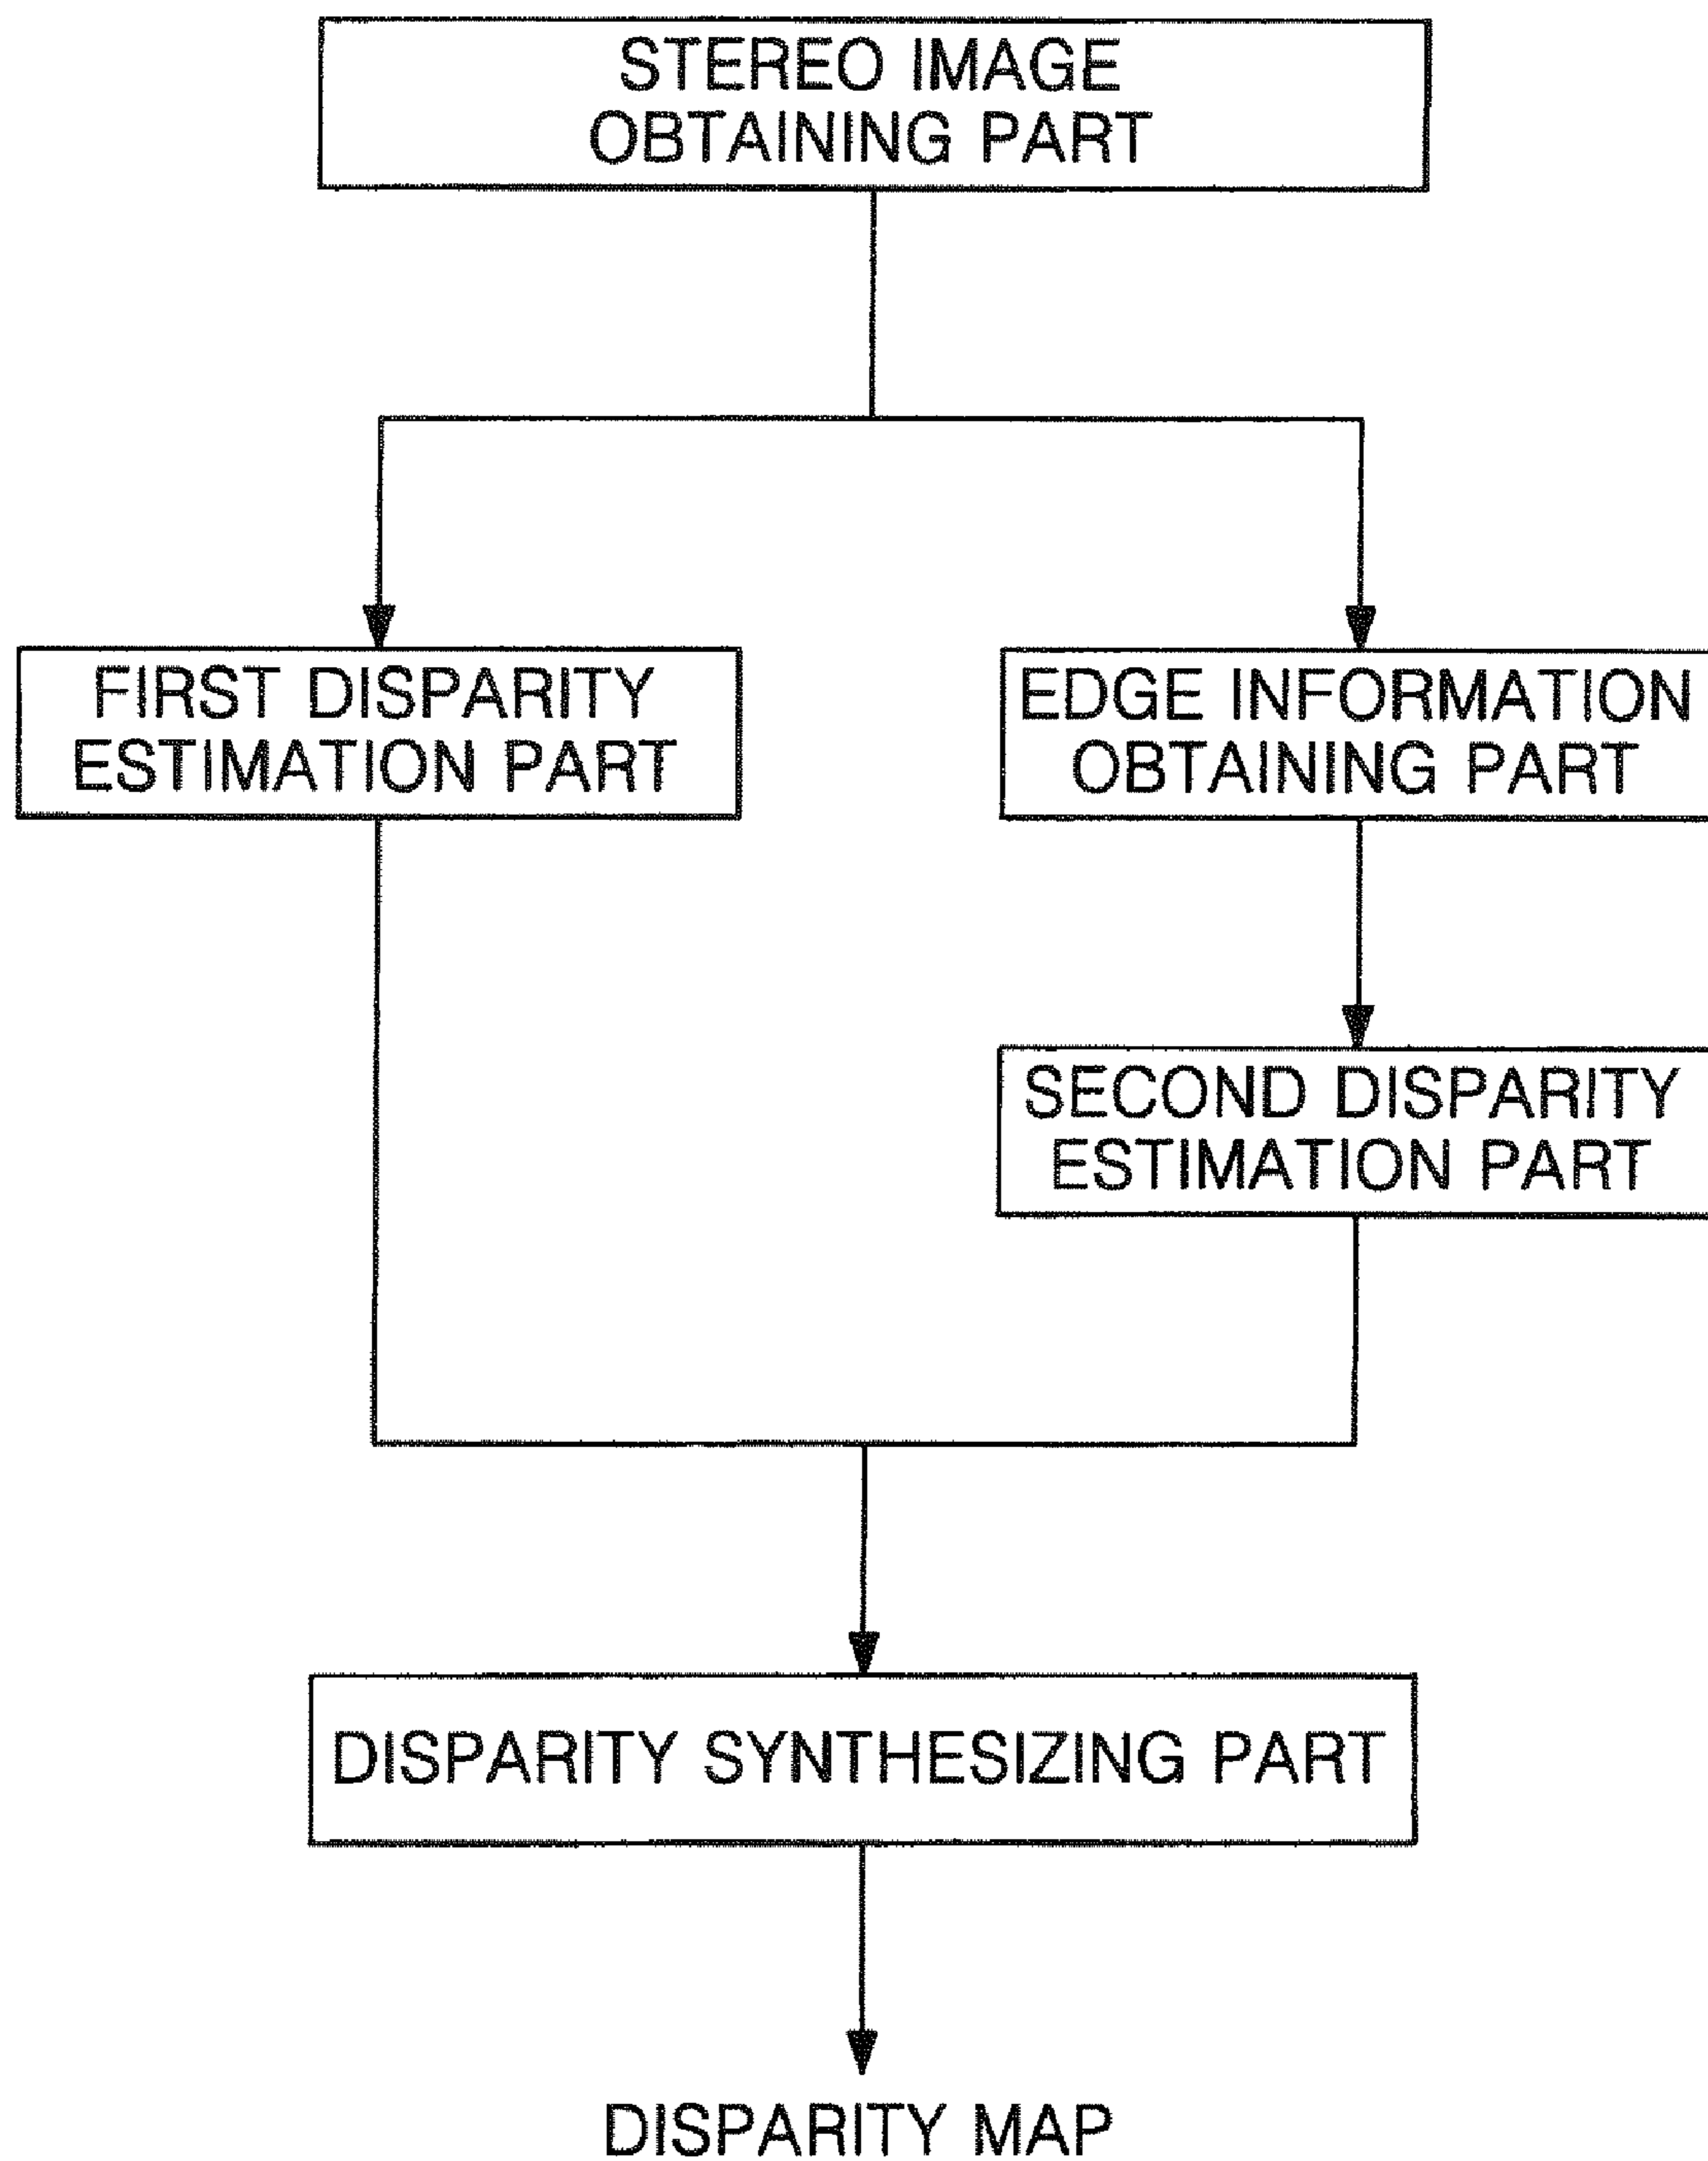 STEREO IMAGE
OBTAINING PART
FIRST DISPARITY
ESTIMATION PART
EDGE INFORMATION
OBTAINING PART
SECOND DISPARITY
ESTIMATION PART
DISPARITY SYNTHESIZING PART
DISPARITY MAP